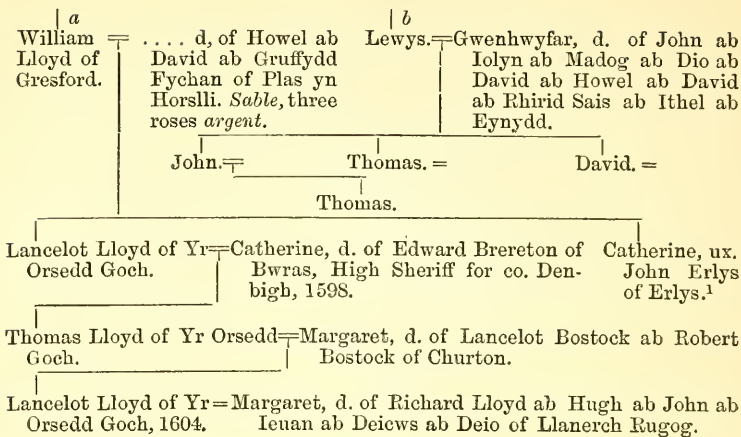 a
William
Lloyd of
Gresford.
.... d, of Howel ab
David ab Gruffydd
Fychan of Plas yn
Horslli. Sable, three
roses argent.
b
Lewys. Gwenhwyfar, d. of John ab
Iolyn ab Madog ab Dio ab
David ab Howel ab David
ab Rhirid Sais ab Ithel ab
Eynydd.
John. Thomas. = David. =
Thomas.
Lancelot Lloyd of Yr
Orsedd Goch.
Catherine, d. of Edward Brereton of
Bwras, High Sheriff for co. Den-
bigh, 1598.
Catherine, ux.
John Erlys
of Erlys.¹
Thomas Lloyd of Yr Orsedd
Goch.
Margaret, d. of Lancelot Bostock ab Robert
Bostock of Churton.
Lancelot Lloyd of Yr
Orsedd Goch, 1604.
= Margaret, d. of Richard Lloyd ab Hugh ab John ab
Ieuan ab Deicws ab Deio of Llanerch Rugog.